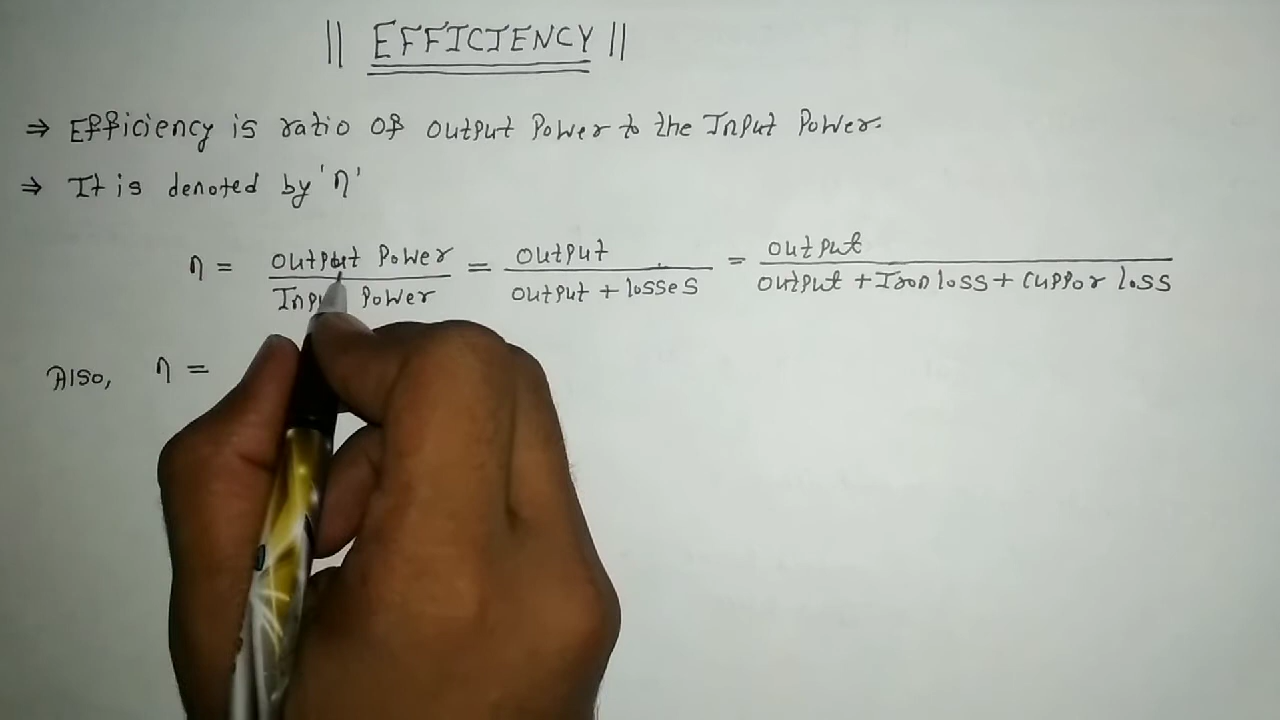 || EFFICIENCY ||
⇒ Efficiency is ratio of output Power to the Input Power.
⇒ It is denoted by 'η'
η = output Power / Input Power = output / output + losses = output / output + Iron loss + Cuppor loss
Also, η =